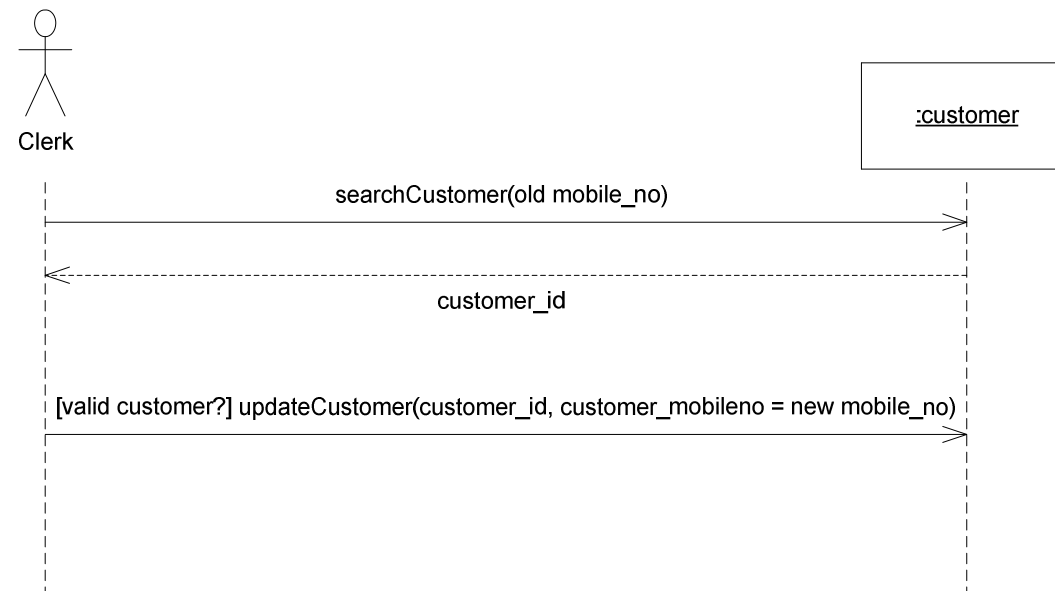 Clerk
:customer
searchCustomer(old mobile_no)
customer_id
[valid customer?] updateCustomer(customer_id, customer_mobileno = new mobile_no)